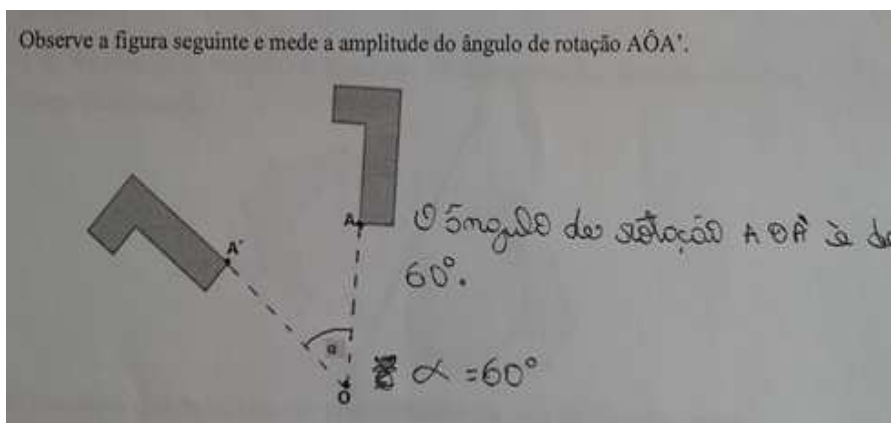 Observe a figura seguinte e mede a amplitude do ângulo de rotação AÔA'.
A'
A
O ângulo de rotação AOA' é de
60°.
α
α = 60°
O